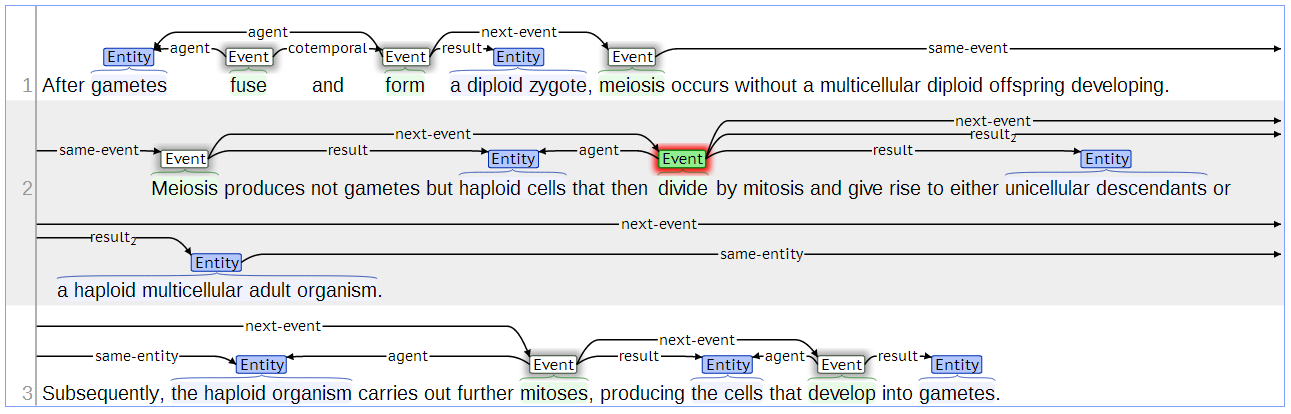 agent
next-event
Entity agent Event cotemporal Event result Entity Event same-event
1 After gametes fuse and form a diploid zygote, meiosis occurs without a multicellular diploid offspring developing.
next-event
next-event result2
same-event Event result Entity agent Event result Entity
2 Meiosis produces not gametes but haploid cells that then divide by mitosis and give rise to either unicellular descendants or
next-event
result2
Entity same-entity
a haploid multicellular adult organism.
next-event
next-event
same-entity Entity agent Event result Entity agent Event result Entity
3 Subsequently, the haploid organism carries out further mitoses, producing the cells that develop into gametes.